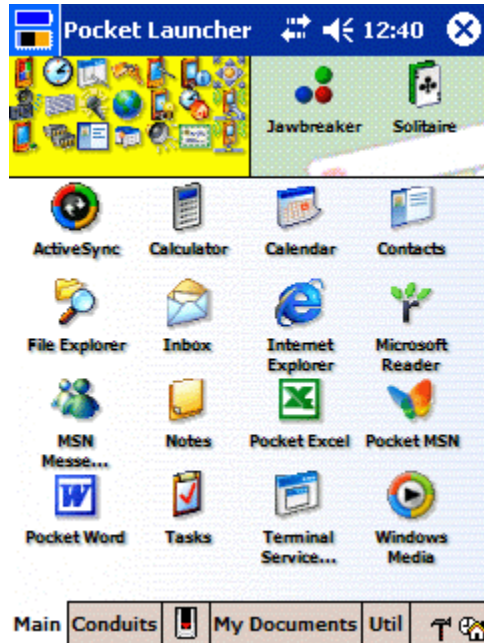 Pocket Launcher 12:40
Jawbreaker Solitaire
ActiveSync Calculator Calendar Contacts
File Explorer Inbox Internet Explorer Microsoft Reader
MSN Messe... Notes Pocket Excel Pocket MSN
Pocket Word Tasks Terminal Service... Windows Media
Main Conduits My Documents Util